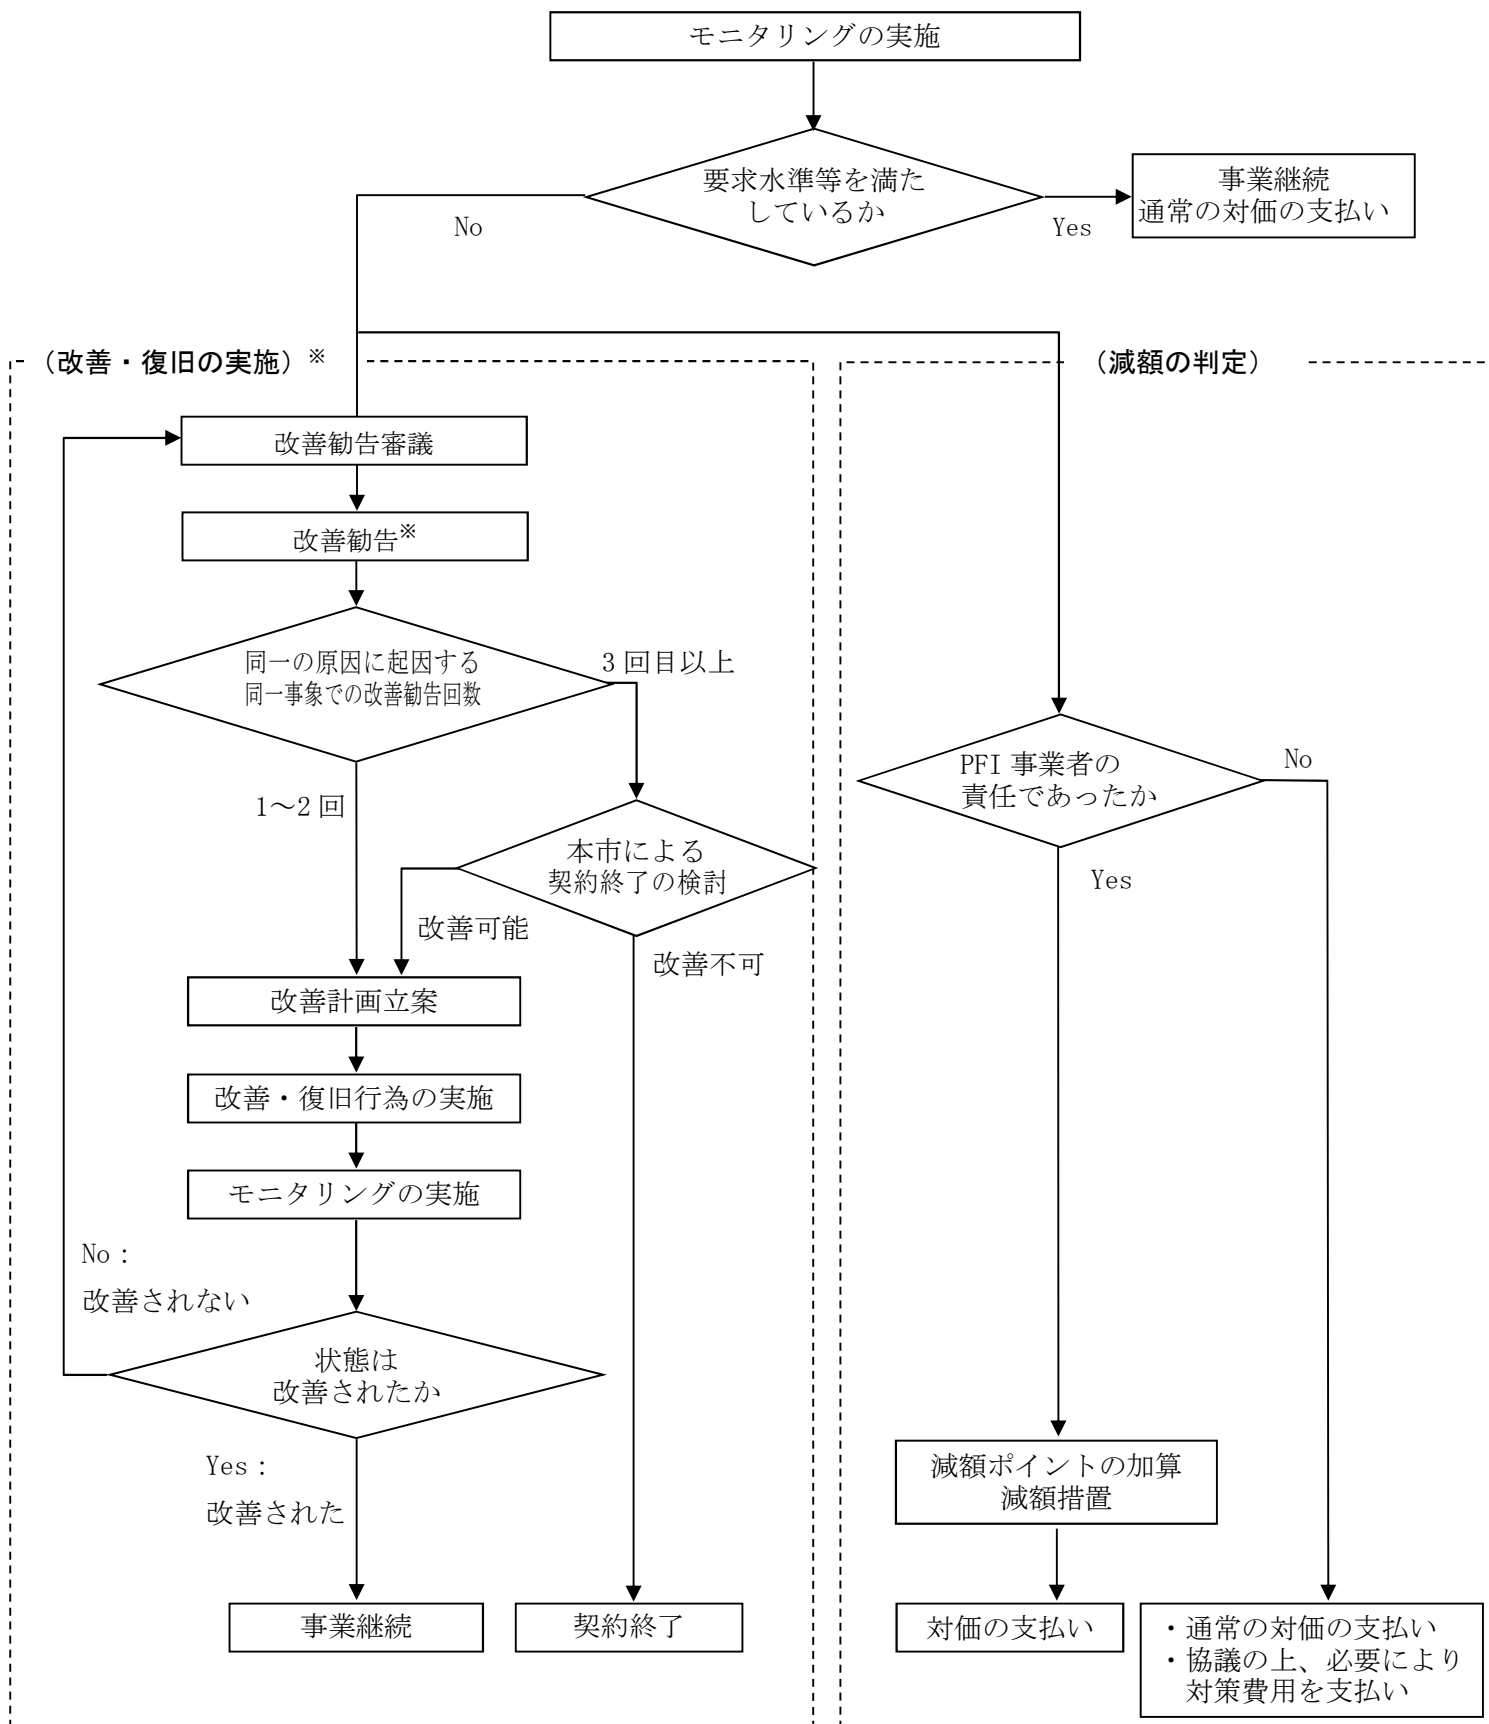 モニタリングの実施
要求水準等を満た
しているか
No
Yes
事業継続
通常の対価の支払い
（改善・復旧の実施）※
（減額の判定）
改善勧告審議
改善勧告※
同一の原因に起因する
同一事象での改善勧告回数
3 回目以上
1～2 回
本市による
契約終了の検討
改善可能
改善不可
改善計画立案
改善・復旧行為の実施
モニタリングの実施
No：
改善されない
状態は
改善されたか
Yes：
改善された
事業継続
契約終了
PFI 事業者の
責任であったか
No
Yes
減額ポイントの加算
減額措置
対価の支払い
・通常の対価の支払い
・協議の上、必要により
対策費用を支払い